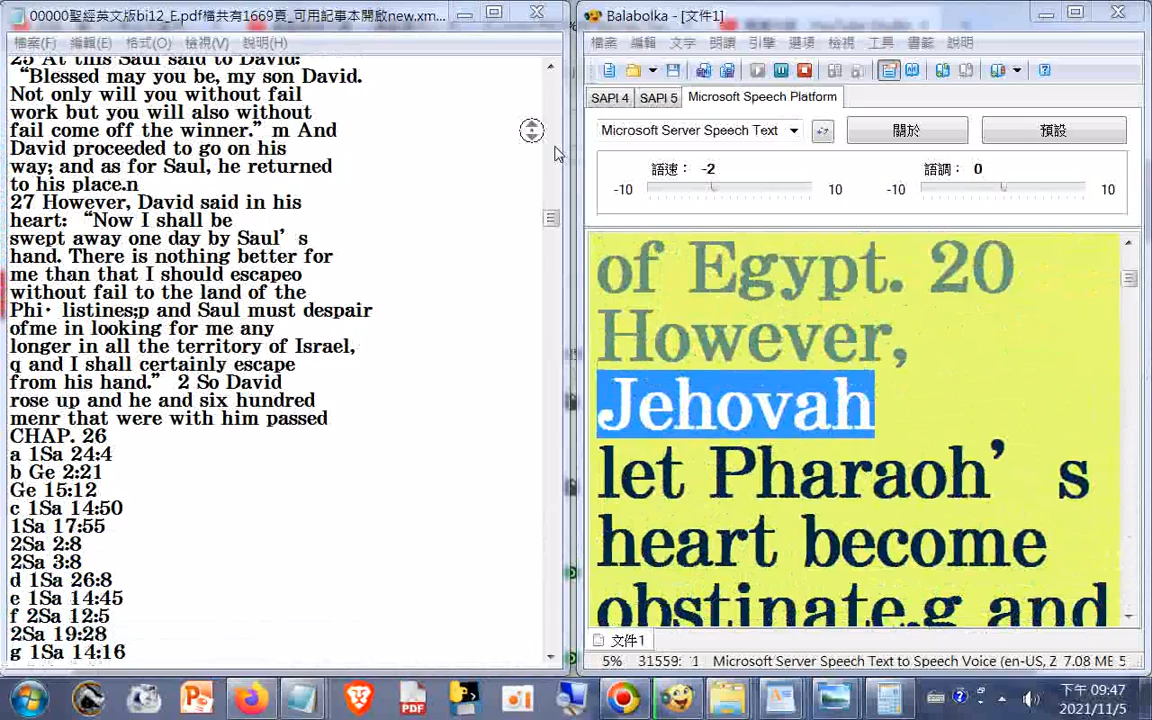 00000聖經英文版bi12_E.pdf檔共有1669頁_可用記事本開啟new.xm...
檔案(F) 編輯(E) 格式(O) 檢視(V) 說明(H)
25 At this Saul said to David:
“Blessed may you be, my son David.
Not only will you without fail
work but you will also without
fail come off the winner.” m And
David proceeded to go on his
way; and as for Saul, he returned
to his place.n
27 However, David said in his
heart: “Now I shall be
swept away one day by Saul’ s
hand. There is nothing better for
me than that I should escapeo
without fail to the land of the
Phi· listines;p and Saul must despair
ofme in looking for me any
longer in all the territory of Israel,
q and I shall certainly escape
from his hand.” 2 So David
rose up and he and six hundred
menr that were with him passed
CHAP. 26
a 1Sa 24:4
b Ge 2:21
Ge 15:12
c 1Sa 14:50
1Sa 17:55
2Sa 2:8
2Sa 3:8
d 1Sa 26:8
e 1Sa 14:45
f 2Sa 12:5
2Sa 19:28
g 1Sa 14:16
Balabolka - [文件1]
檔案 編輯 文字 朗讀 引擎 選項 檢視 工具 書籤 說明
SAPI 4 SAPI 5 Microsoft Speech Platform
Microsoft Server Speech Text 關於 預設
語速： -2 語調： 0
-10 10 -10 10
of Egypt. 20
However,
Jehovah
let Pharaoh’ s
heart become
obstinate,g and
文件1
5% 31559: 1 Microsoft Server Speech Text to Speech Voice (en-US, Z 7.08 MB 5
下午 09:47
2021/11/5